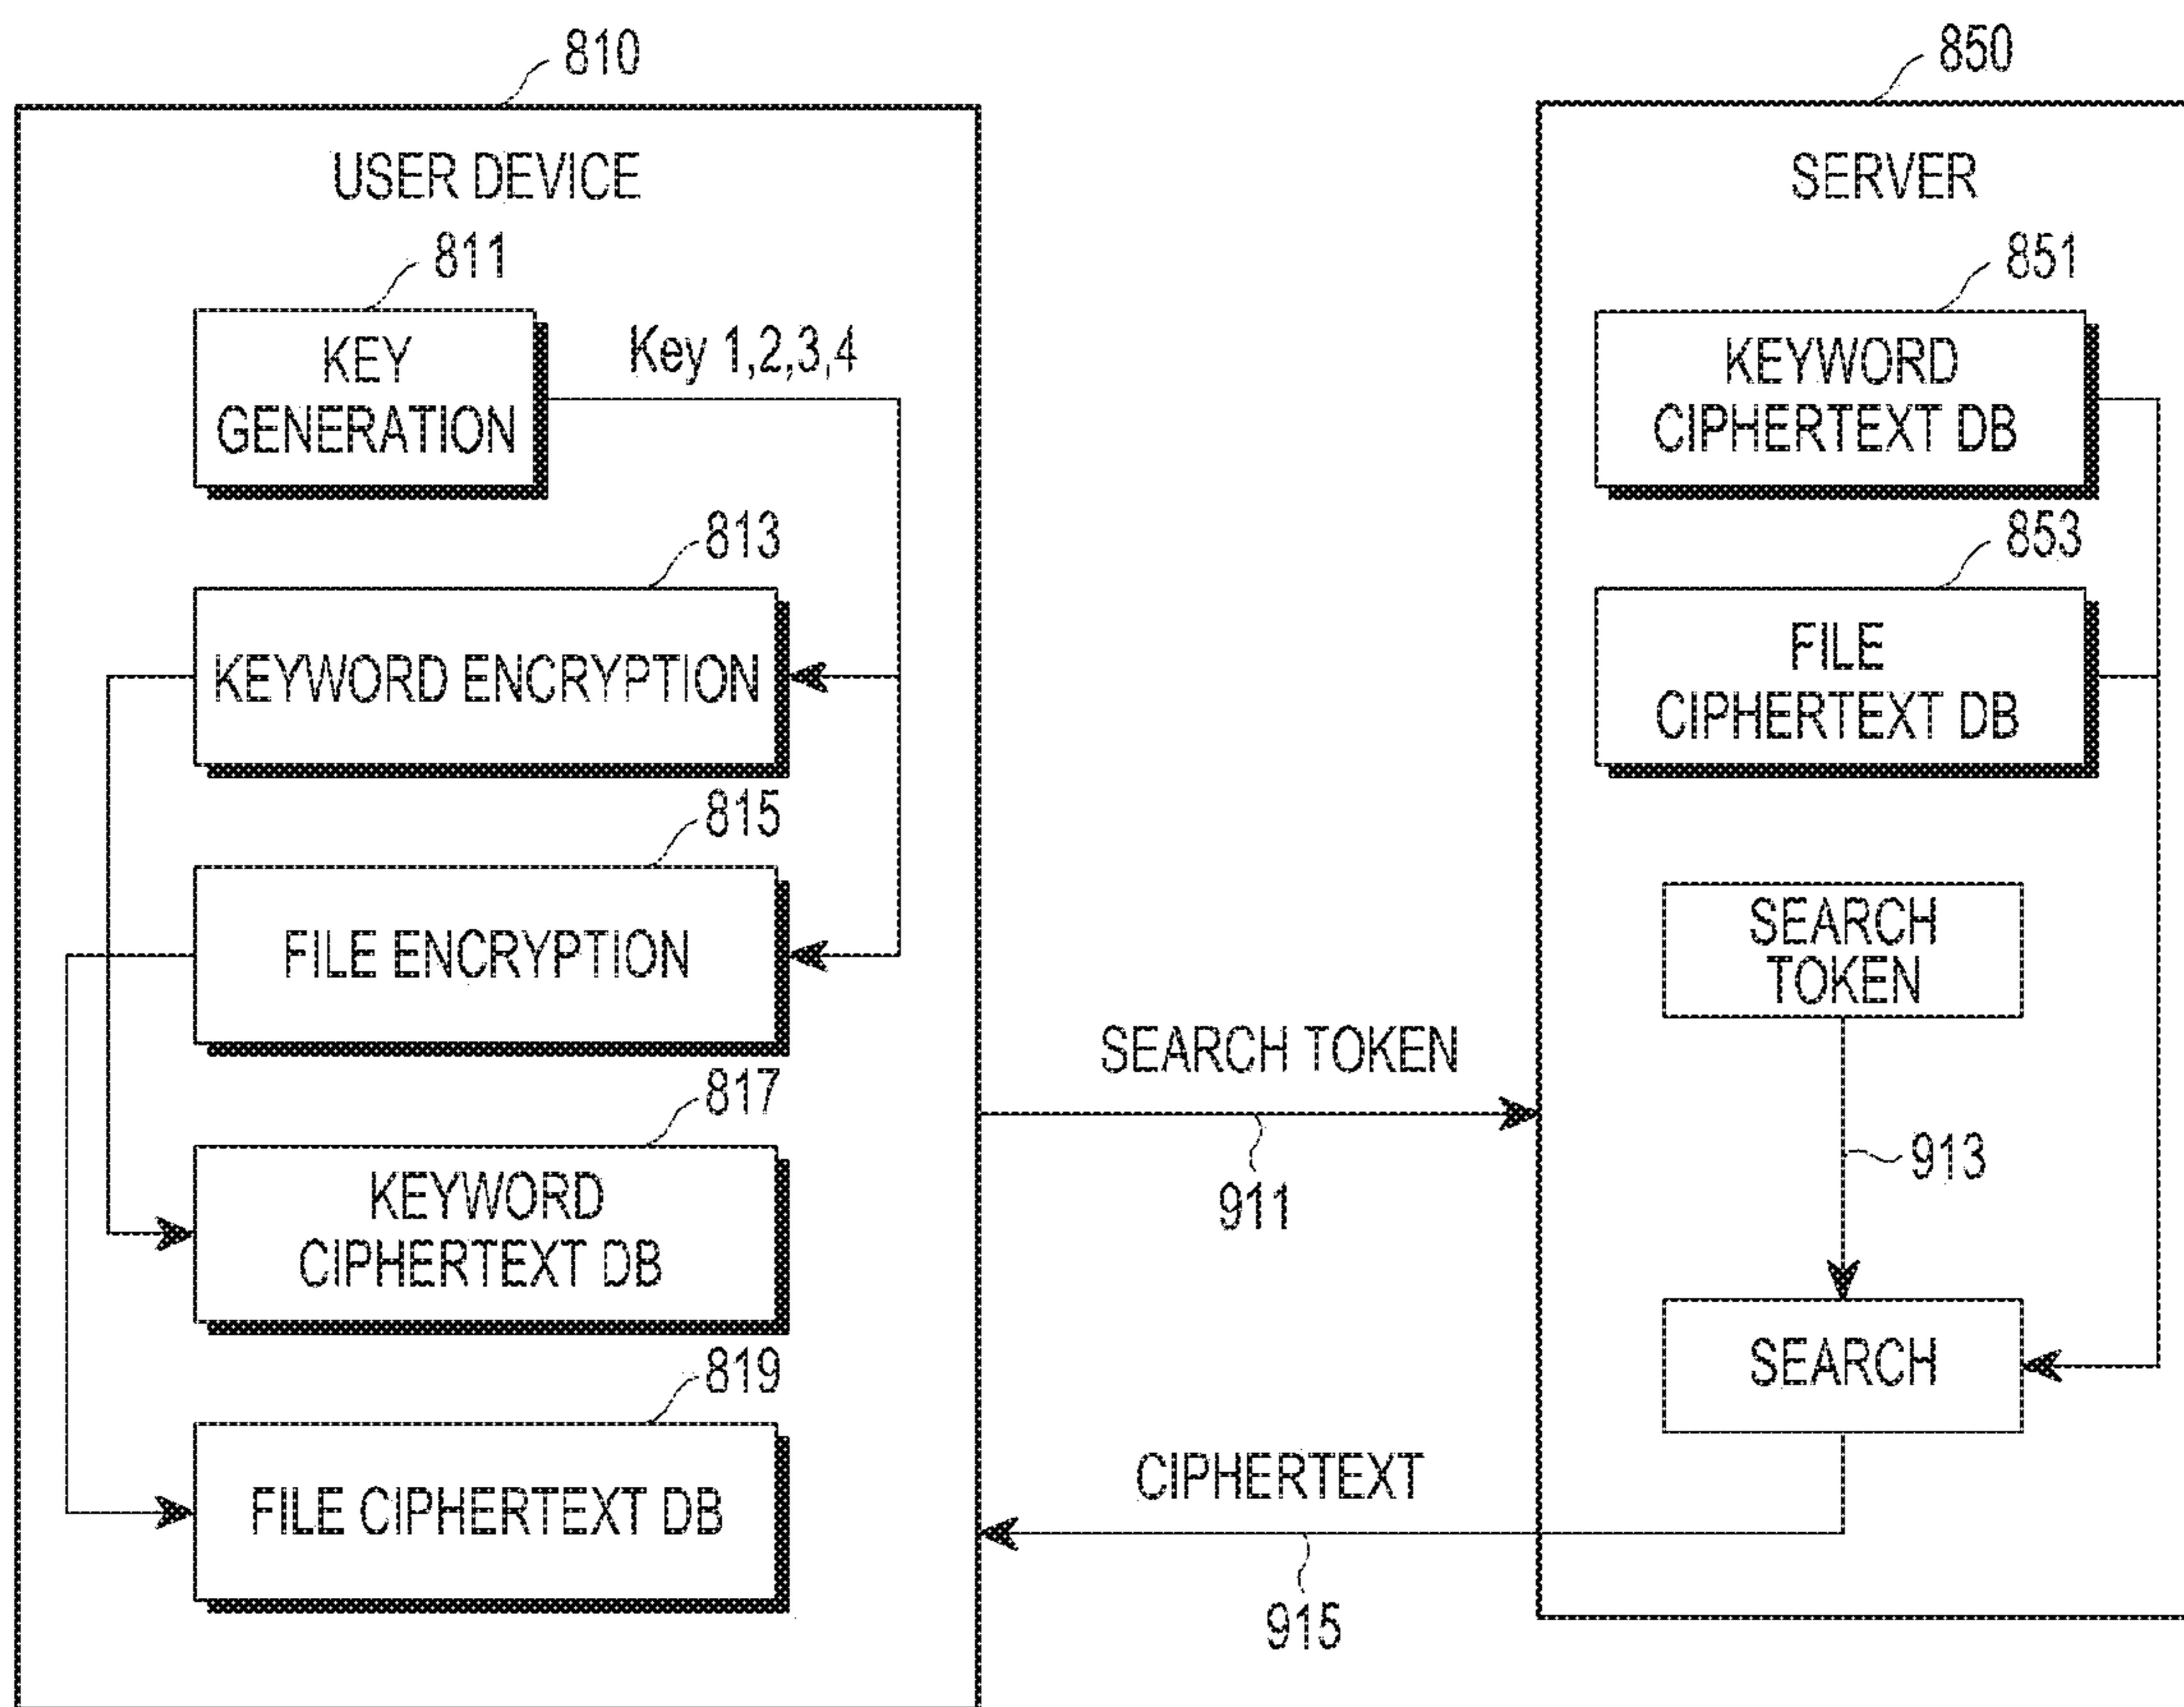 810
USER DEVICE
811
KEY
GENERATION
Key 1,2,3,4
813
KEYWORD ENCRYPTION
815
FILE ENCRYPTION
817
KEYWORD
CIPHERTEXT DB
819
FILE CIPHERTEXT DB
SEARCH TOKEN
911
CIPHERTEXT
915
850
SERVER
851
KEYWORD
CIPHERTEXT DB
853
FILE
CIPHERTEXT DB
SEARCH
TOKEN
913
SEARCH